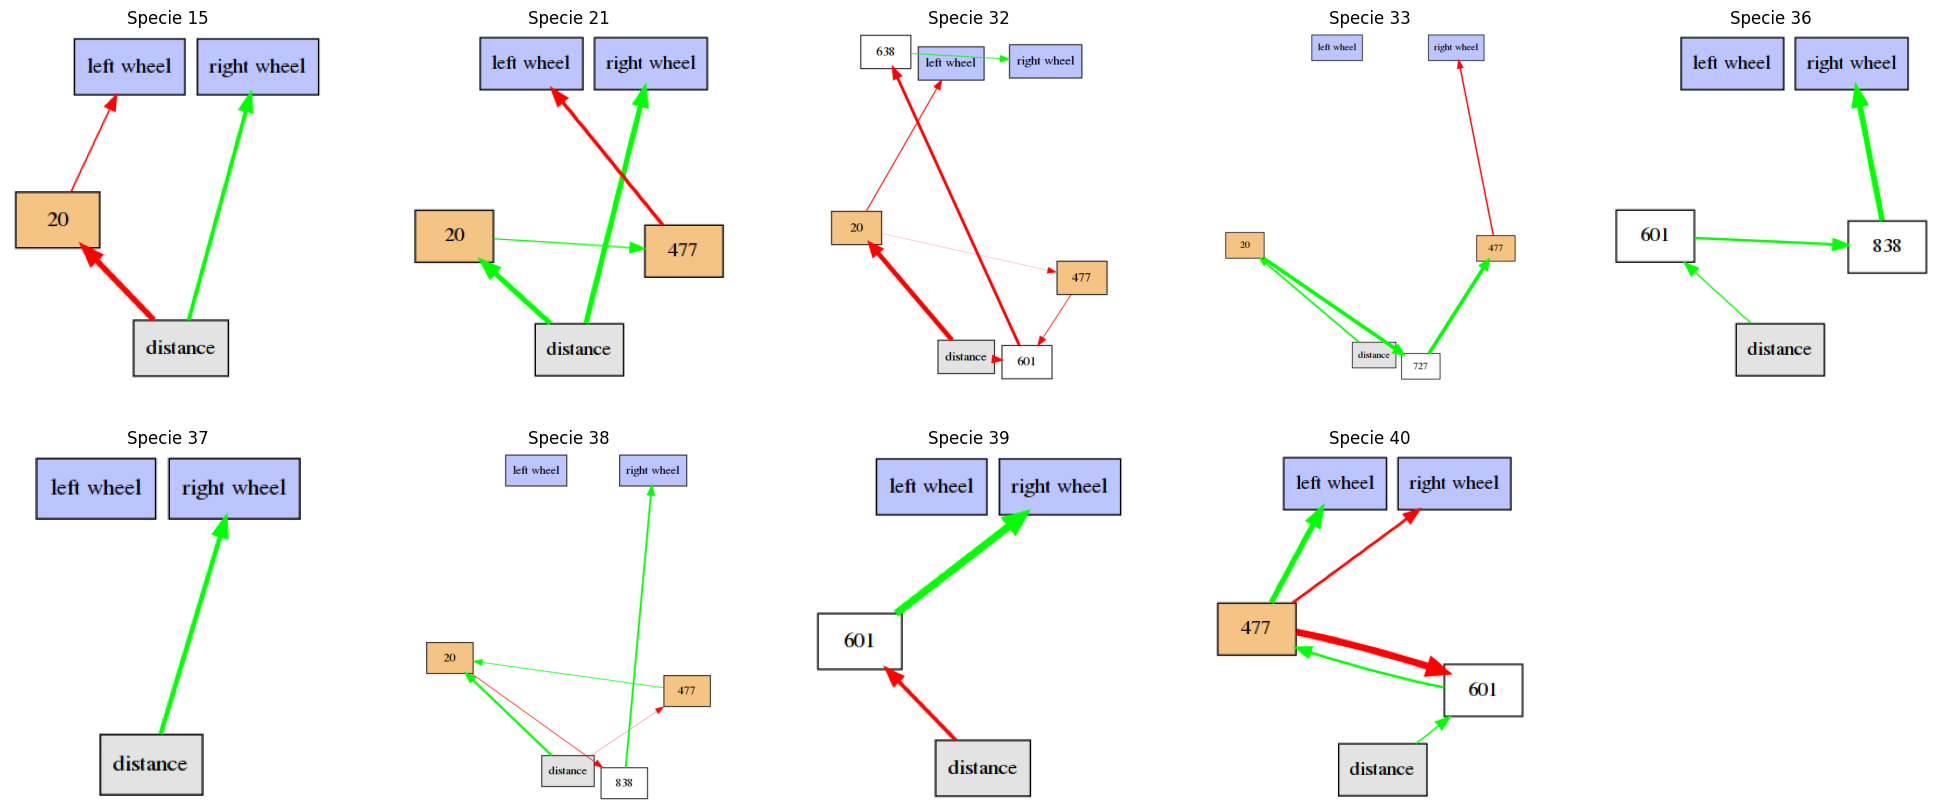 Specie 15
left wheel
right wheel
20
distance
Specie 21
left wheel
right wheel
20
477
distance
Specie 32
638
left wheel
right wheel
20
477
distance
601
Specie 33
left wheel
right wheel
20
477
distance
727
Specie 36
left wheel
right wheel
601
838
distance
Specie 37
left wheel
right wheel
distance
Specie 38
left wheel
right wheel
20
477
distance
838
Specie 39
left wheel
right wheel
601
distance
Specie 40
left wheel
right wheel
477
601
distance